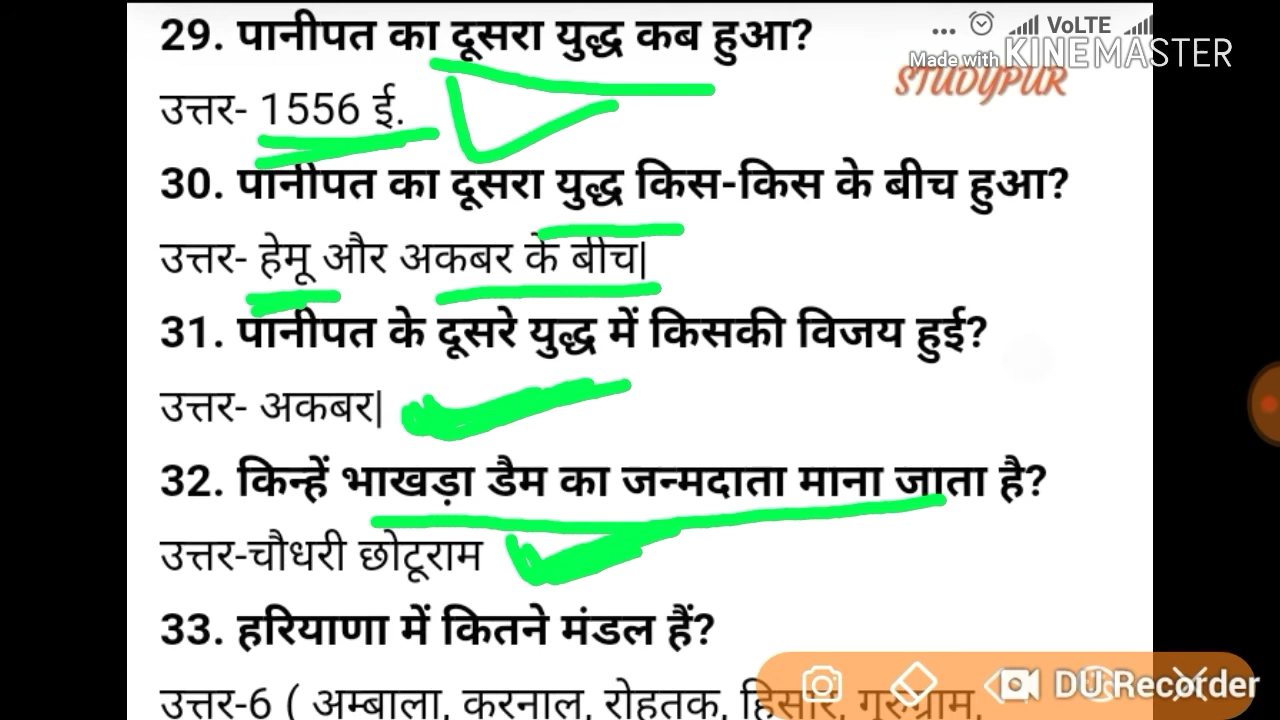 29. पानीपत का दूसरा युद्ध कब हुआ?
... VoLTE
Made with KINEMASTER
STUDYPUR
उत्तर- 1556 ई.
30. पानीपत का दूसरा युद्ध किस-किस के बीच हुआ?
उत्तर- हेमू और अकबर के बीच|
31. पानीपत के दूसरे युद्ध में किसकी विजय हुई?
उत्तर- अकबर|
32. किन्हें भाखड़ा डैम का जन्मदाता माना जाता है?
उत्तर-चौधरी छोटूराम
33. हरियाणा में कितने मंडल हैं?
DU Recorder
उत्तर-6 ( अम्बाला, करनाल, रोहतक, हिसार, गुरुग्राम,